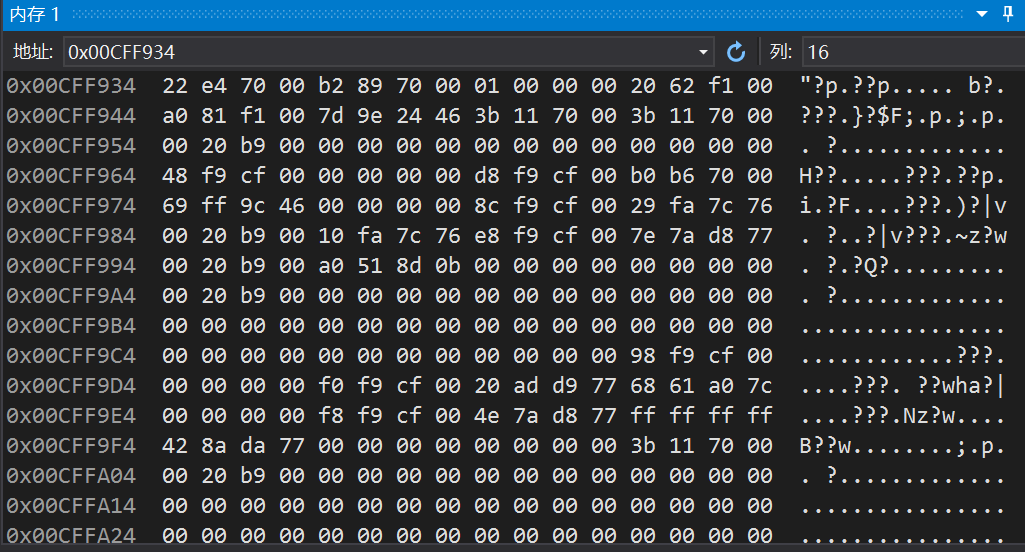 内存 1
地址: 0x00CFF934 列: 16
0x00CFF934 22 e4 70 00 b2 89 70 00 01 00 00 00 20 62 f1 00 "?p.??p..... b?.
0x00CFF944 a0 81 f1 00 7d 9e 24 46 3b 11 70 00 3b 11 70 00 ???.}?$F;.p.;.p.
0x00CFF954 00 20 b9 00 00 00 00 00 00 00 00 00 00 00 00 00 . ?.............
0x00CFF964 48 f9 cf 00 00 00 00 00 d8 f9 cf 00 b0 b6 70 00 H??.....???.??p.
0x00CFF974 69 ff 9c 46 00 00 00 00 8c f9 cf 00 29 fa 7c 76 i.?F....???.)?|v
0x00CFF984 00 20 b9 00 10 fa 7c 76 e8 f9 cf 00 7e 7a d8 77 . ?..?|v???.~z?w
0x00CFF994 00 20 b9 00 a0 51 8d 0b 00 00 00 00 00 00 00 00 . ?.?Q?.........
0x00CFF9A4 00 20 b9 00 00 00 00 00 00 00 00 00 00 00 00 00 . ?.............
0x00CFF9B4 00 00 00 00 00 00 00 00 00 00 00 00 00 00 00 00 ................
0x00CFF9C4 00 00 00 00 00 00 00 00 00 00 00 00 98 f9 cf 00 ............???.
0x00CFF9D4 00 00 00 00 f0 f9 cf 00 20 ad d9 77 68 61 a0 7c ....???. ??wha?|
0x00CFF9E4 00 00 00 00 f8 f9 cf 00 4e 7a d8 77 ff ff ff ff ....???.Nz?w....
0x00CFF9F4 42 8a da 77 00 00 00 00 00 00 00 00 3b 11 70 00 B??w........;.p.
0x00CFFA04 00 20 b9 00 00 00 00 00 00 00 00 00 00 00 00 00 . ?.............
0x00CFFA14 00 00 00 00 00 00 00 00 00 00 00 00 00 00 00 00 ................
0x00CFFA24 00 00 00 00 00 00 00 00 00 00 00 00 00 00 00 00 ................